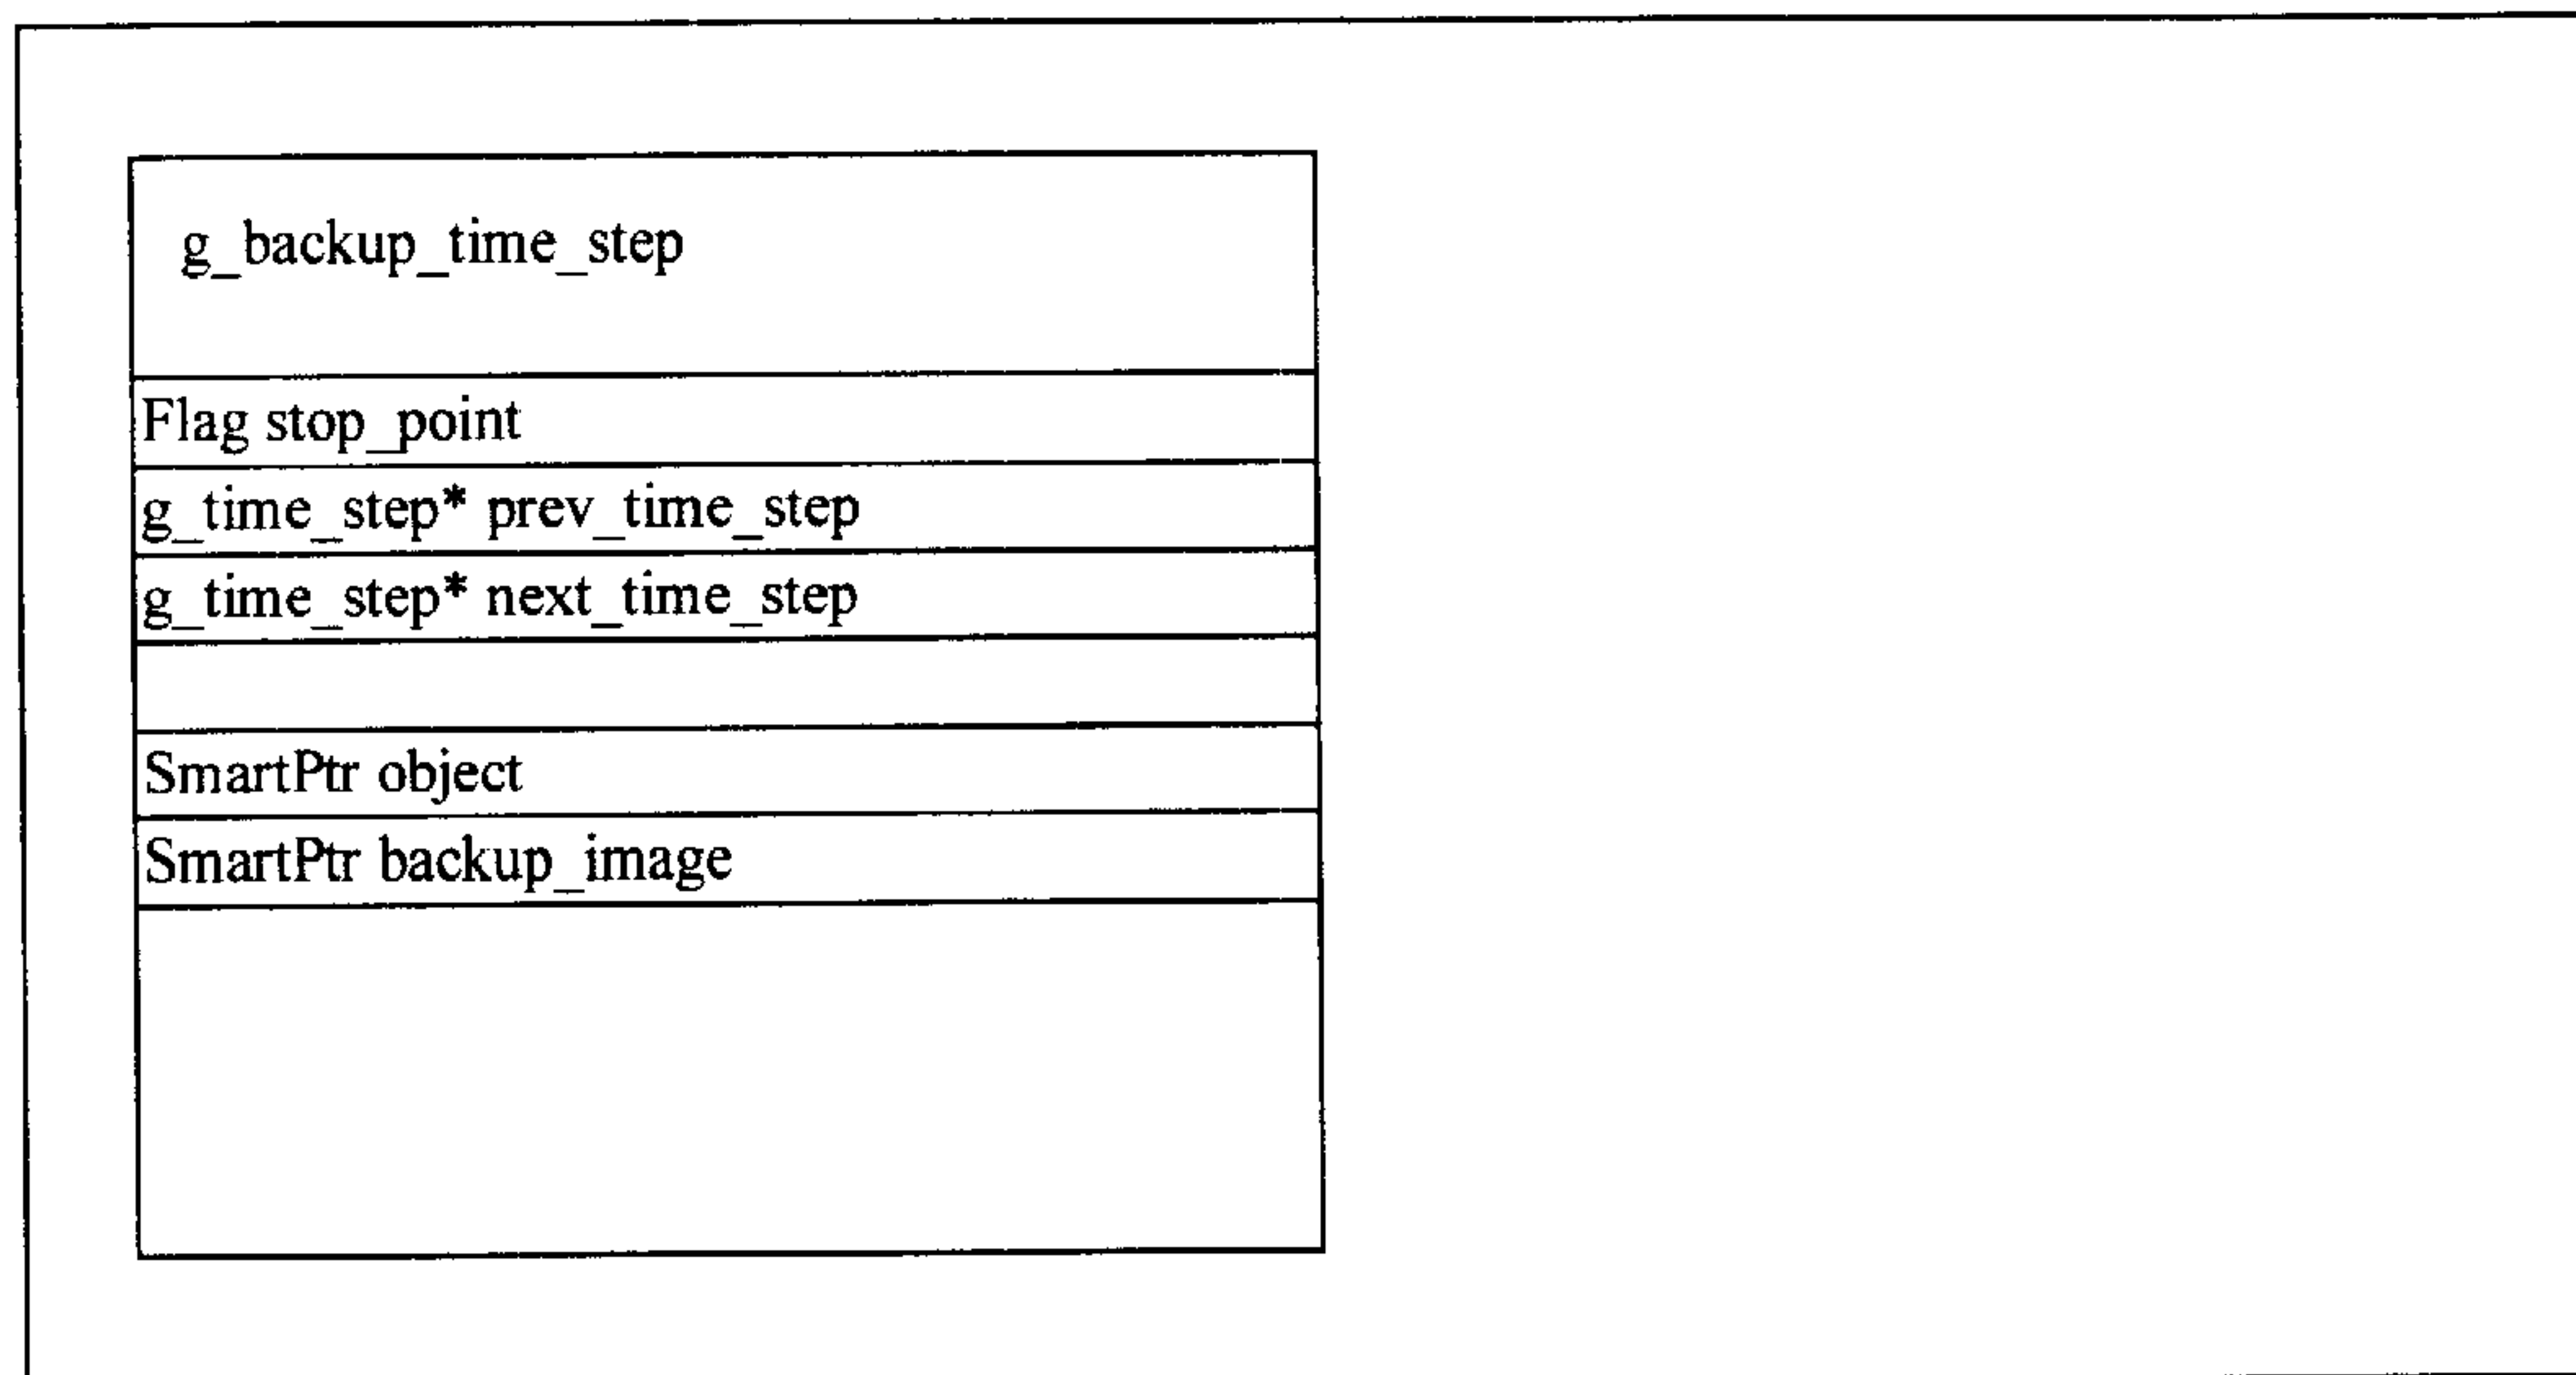 g_backup_time_step
Flag stop_point
g_time_step* prev_time_step
g_time_step* next_time_step
SmartPtr object
SmartPtr backup_image